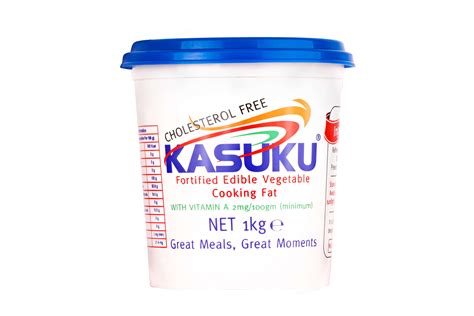 CHOLESTEROL FREE
KASUKU®
Fortified Edible Vegetable
Cooking Fat
WITH VITAMIN A 2mg/100gm (minimum)
NET 1kg ℮
Great Meals, Great Moments